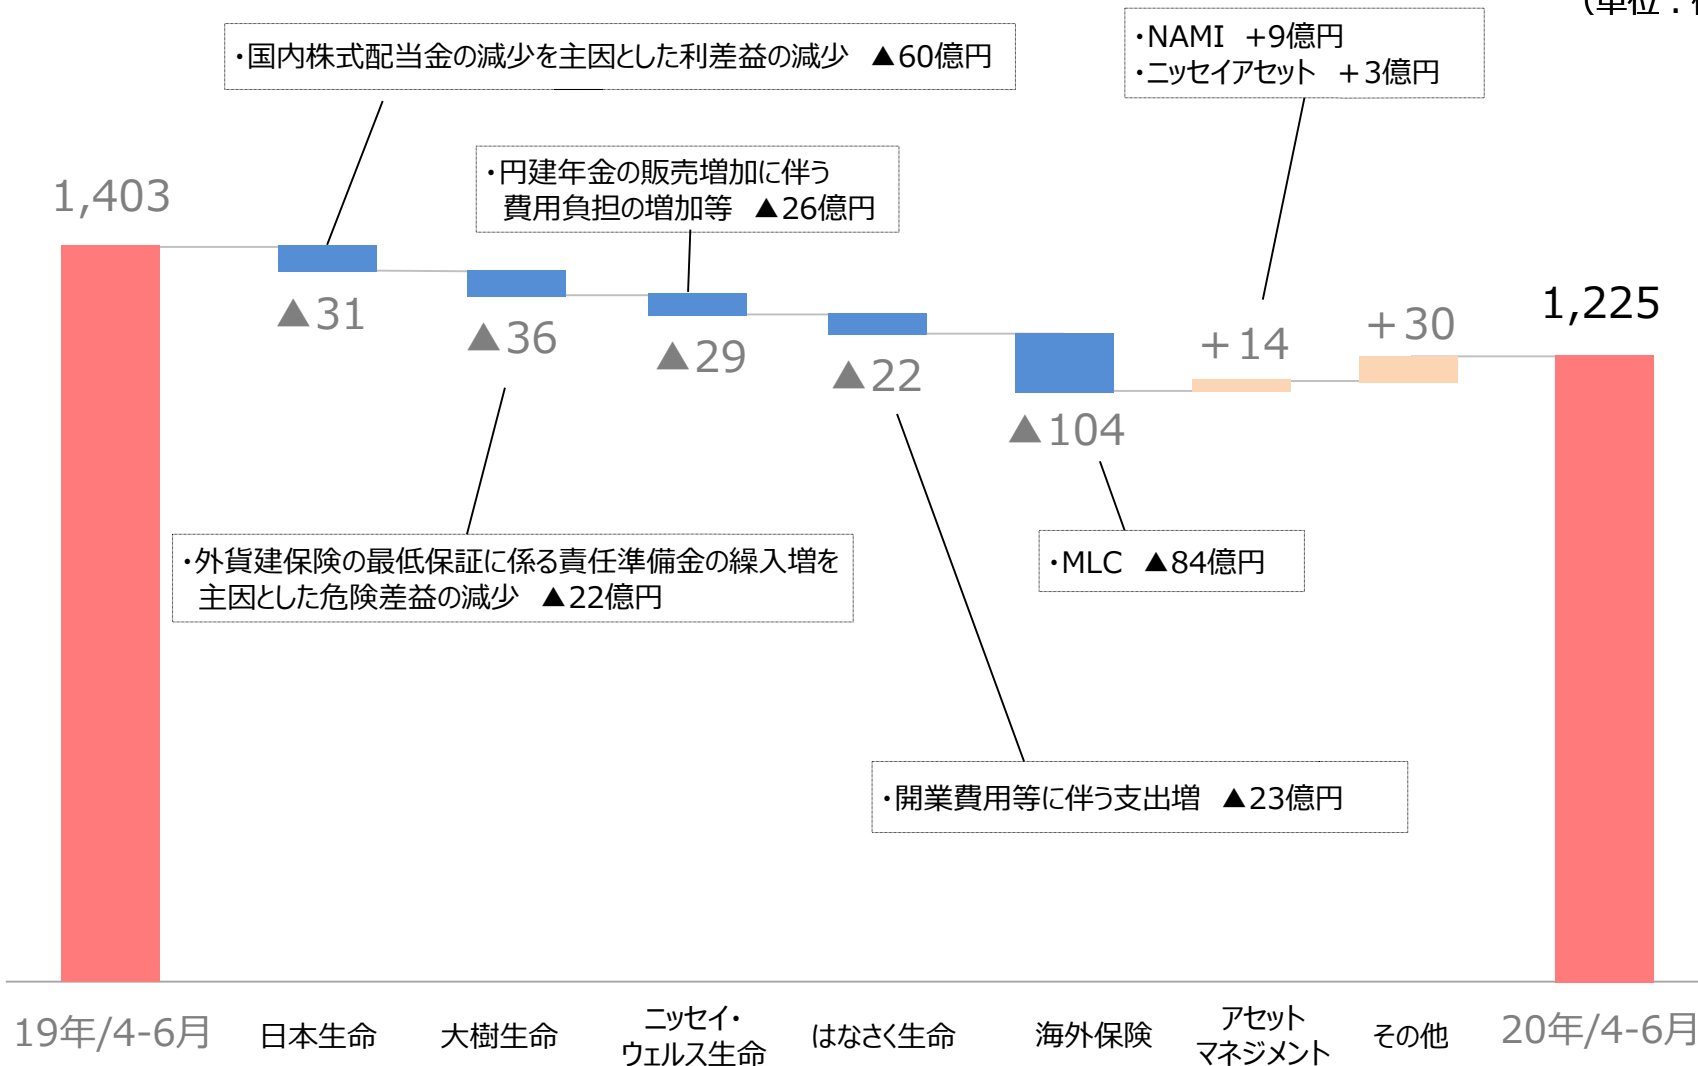 （単位：
・国内株式配当金の減少を主因とした利差益の減少　▲60億円
・NAMI　+9億円
・ニッセイアセット　＋3億円
・円建年金の販売増加に伴う
費用負担の増加等　▲26億円
1,403
▲31
▲36
▲29
▲22
▲104
＋14
＋30
1,225
・外貨建保険の最低保証に係る責任準備金の繰入増を
主因とした危険差益の減少　▲22億円
・MLC　▲84億円
・開業費用等に伴う支出増　▲23億円
19年/4-6月
日本生命
大樹生命
ニッセイ・
ウェルス生命
はなさく生命
海外保険
アセット
マネジメント
その他
20年/4-6月